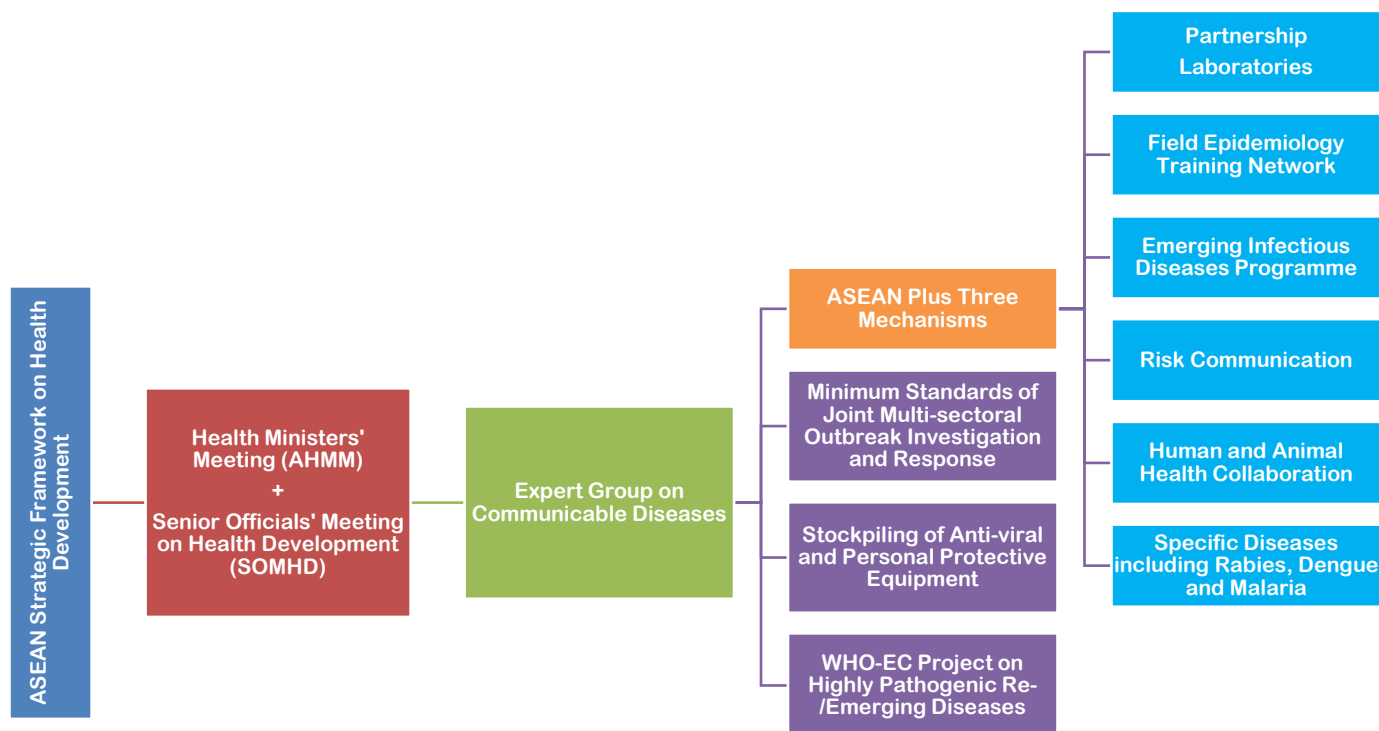 ASEAN Strategic Framework on Health
Development
Health Ministers'
Meeting (AHMM)
+
Senior Officials' Meeting
on Health Development
(SOMHD)
Expert Group on
Communicable Diseases
ASEAN Plus Three
Mechanisms
Minimum Standards of
Joint Multi-sectoral
Outbreak Investigation
and Response
Stockpiling of Anti-viral
and Personal Protective
Equipment
WHO-EC Project on
Highly Pathogenic Re-
/Emerging Diseases
Partnership
Laboratories
Field Epidemiology
Training Network
Emerging Infectious
Diseases Programme
Risk Communication
Human and Animal
Health Collaboration
Specific Diseases
including Rabies, Dengue
and Malaria